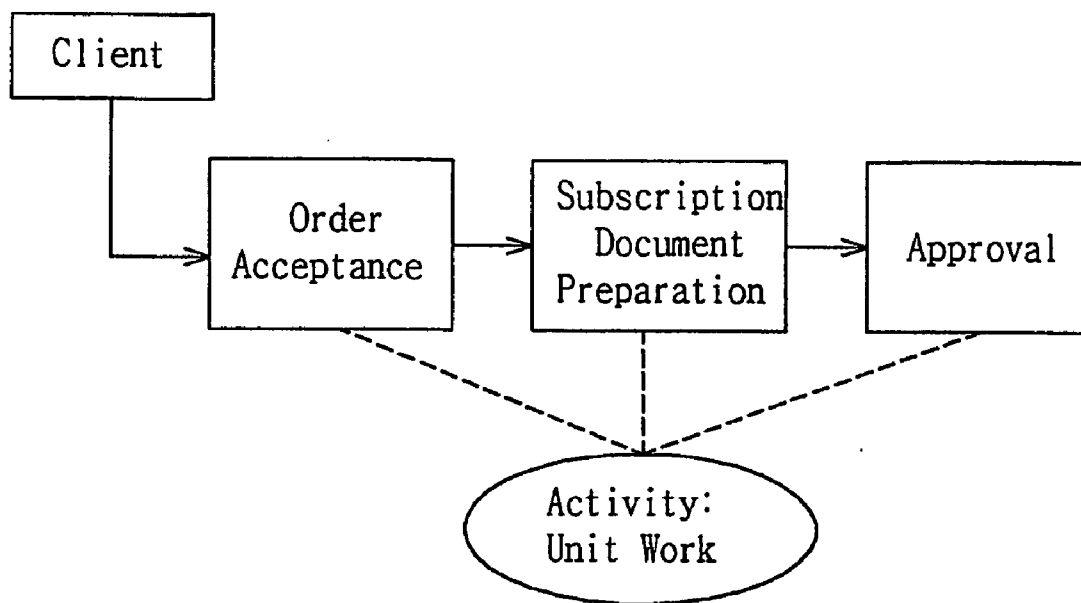 Client
Order
Acceptance
Subscription
Document
Preparation
Approval
Activity:
Unit Work